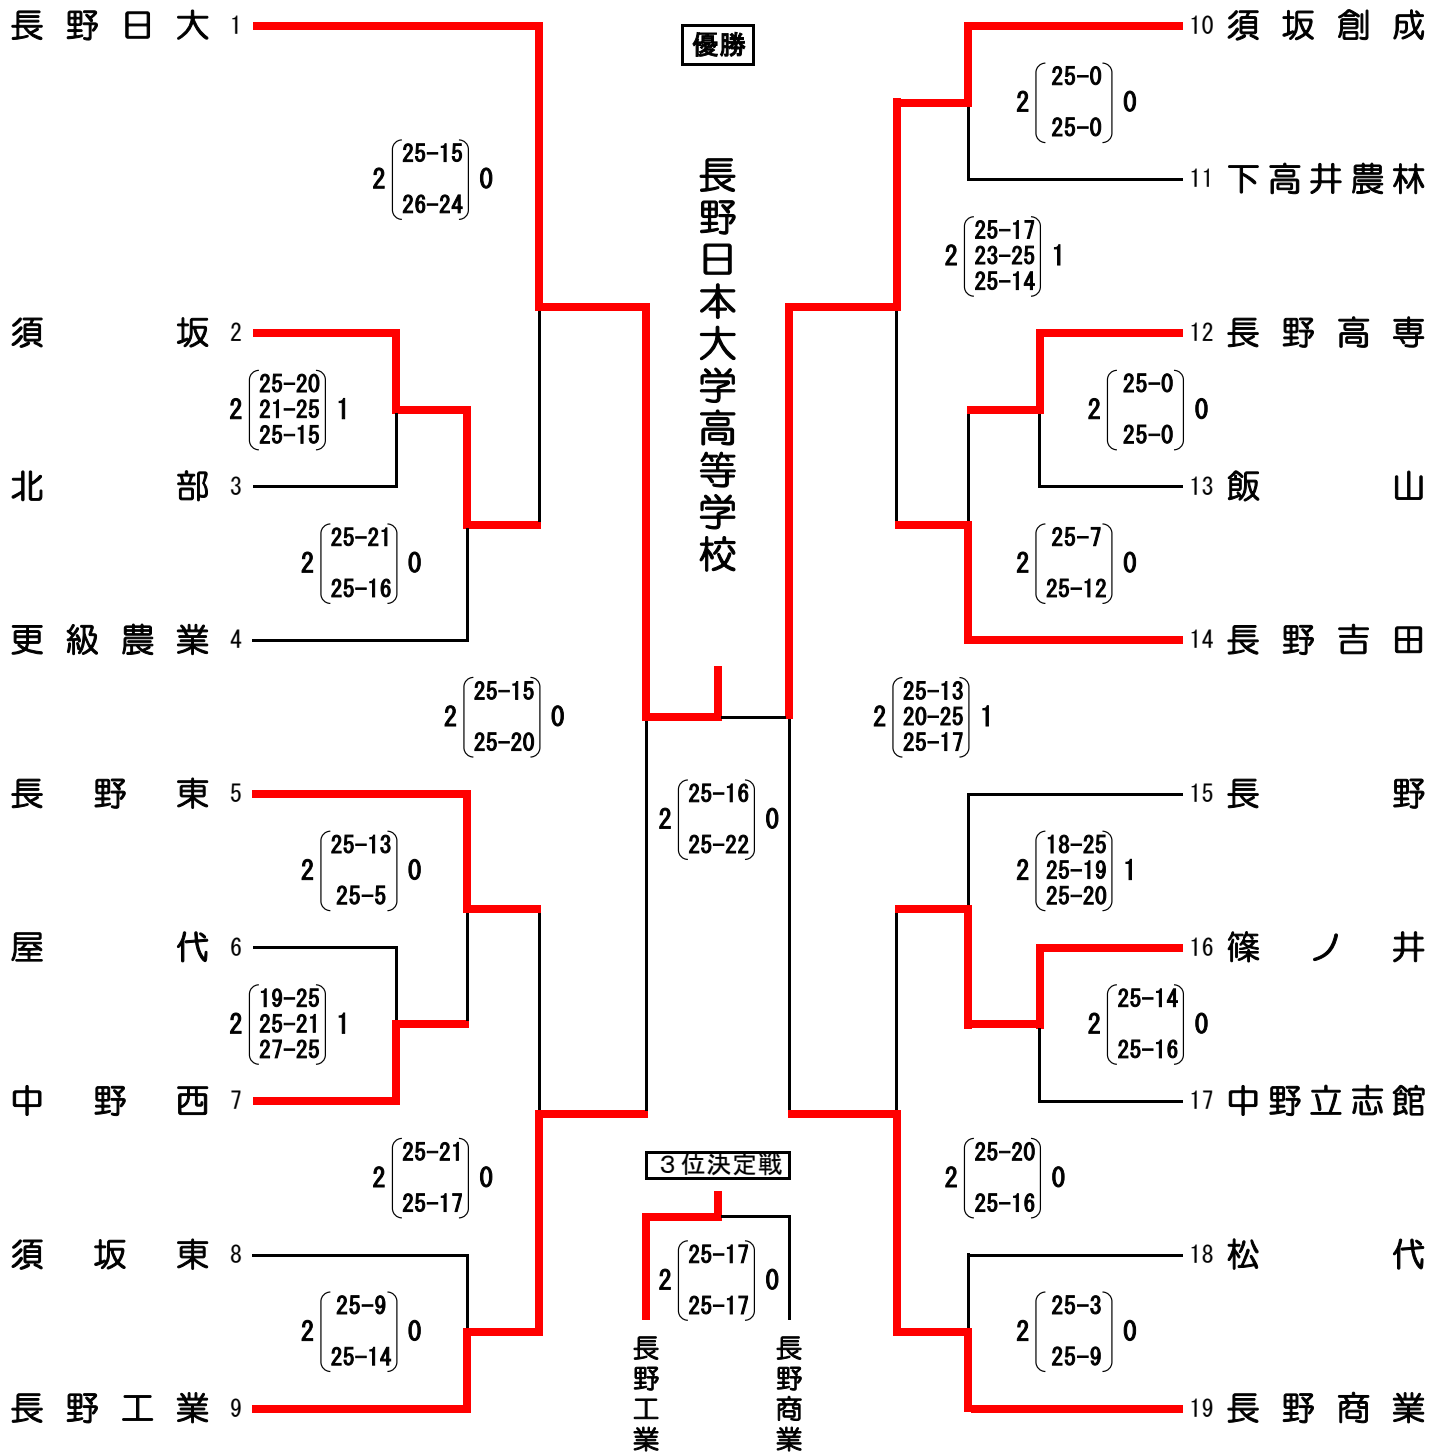 長野日大 1
2 25-15 26-24 0
須坂 2
2 25-20 21-25 25-15 1
北部 3
2 25-21 25-16 0
更級農業 4
2 25-15 25-20 0
長野東 5
2 25-13 25-5 0
屋代 6
2 19-25 25-21 27-25 1
中野西 7
2 25-21 25-17 0
須坂東 8
2 25-9 25-14 0
長野工業 9
優勝
長野日本大学高等学校
2 25-16 25-22 0
3位決定戦
2 25-17 25-17 0
長野工業
長野商業
10 須坂創成
2 25-0 25-0 0
11 下高井農林
2 25-17 23-25 25-14 1
12 長野高専
2 25-0 25-0 0
13 飯山
2 25-7 25-12 0
14 長野吉田
2 25-13 20-25 25-17 1
15 長野
2 18-25 25-19 25-20 1
16 篠ノ井
2 25-14 25-16 0
17 中野立志館
2 25-20 25-16 0
18 松代
2 25-3 25-9 0
19 長野商業